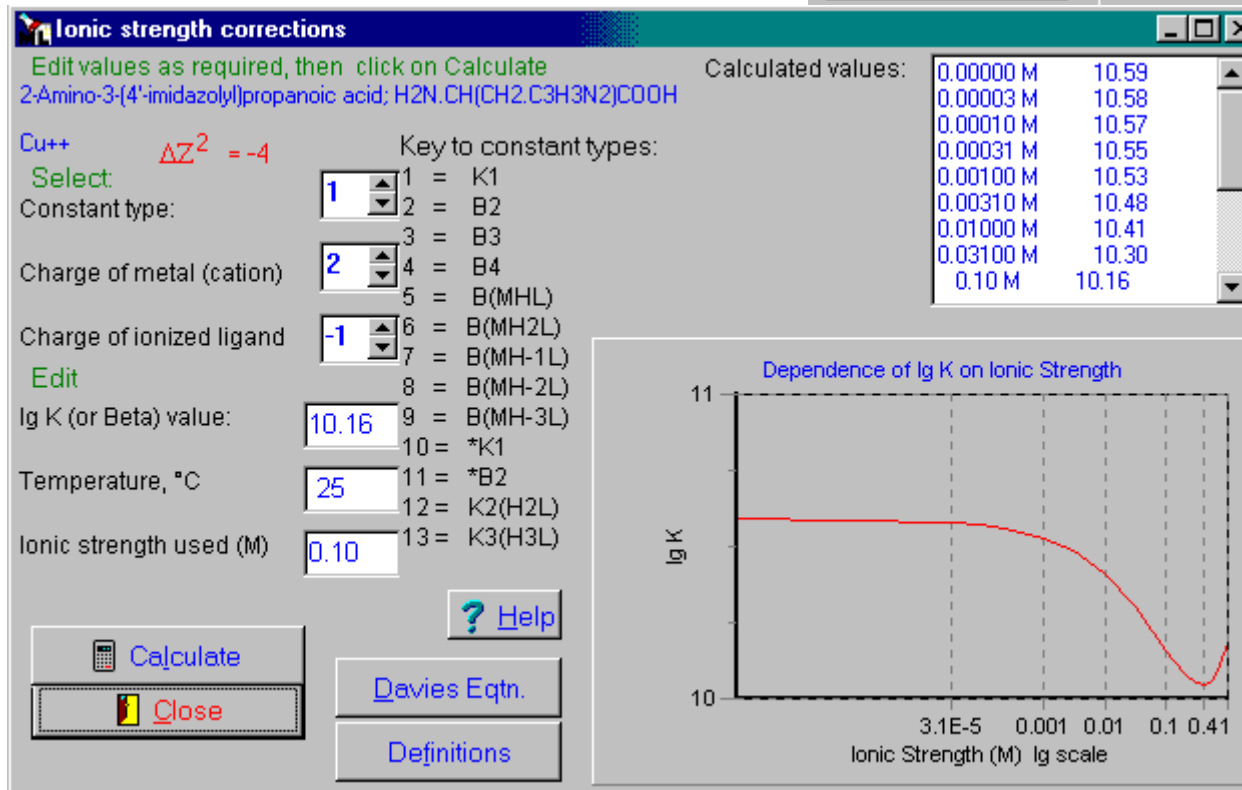 Ionic strength corrections
Edit values as required, then click on Calculate
2-Amino-3-(4'-imidazolyl)propanoic acid; H2N.CH(CH2.C3H3N2)COOH
Cu++
ΔZ² = -4
Select:
Constant type:
1
Charge of metal (cation)
2
Charge of ionized ligand
-1
Edit
lg K (or Beta) value:
10.16
Temperature, °C
25
Ionic strength used (M)
0.10
Key to constant types:
1 = K1
2 = B2
3 = B3
4 = B4
5 = B(MHL)
6 = B(MH2L)
7 = B(MH-1L)
8 = B(MH-2L)
9 = B(MH-3L)
10 = *K1
11 = *B2
12 = K2(H2L)
13 = K3(H3L)
Calculated values:
0.00000 M 10.59
0.00003 M 10.58
0.00010 M 10.57
0.00031 M 10.55
0.00100 M 10.53
0.00310 M 10.48
0.01000 M 10.41
0.03100 M 10.30
0.10 M 10.16
? Help
Calculate
Close
Davies Eqtn.
Definitions
Dependence of lg K on Ionic Strength
11
lg K
10
3.1E-5 0.001 0.01 0.1 0.41
Ionic Strength (M) lg scale